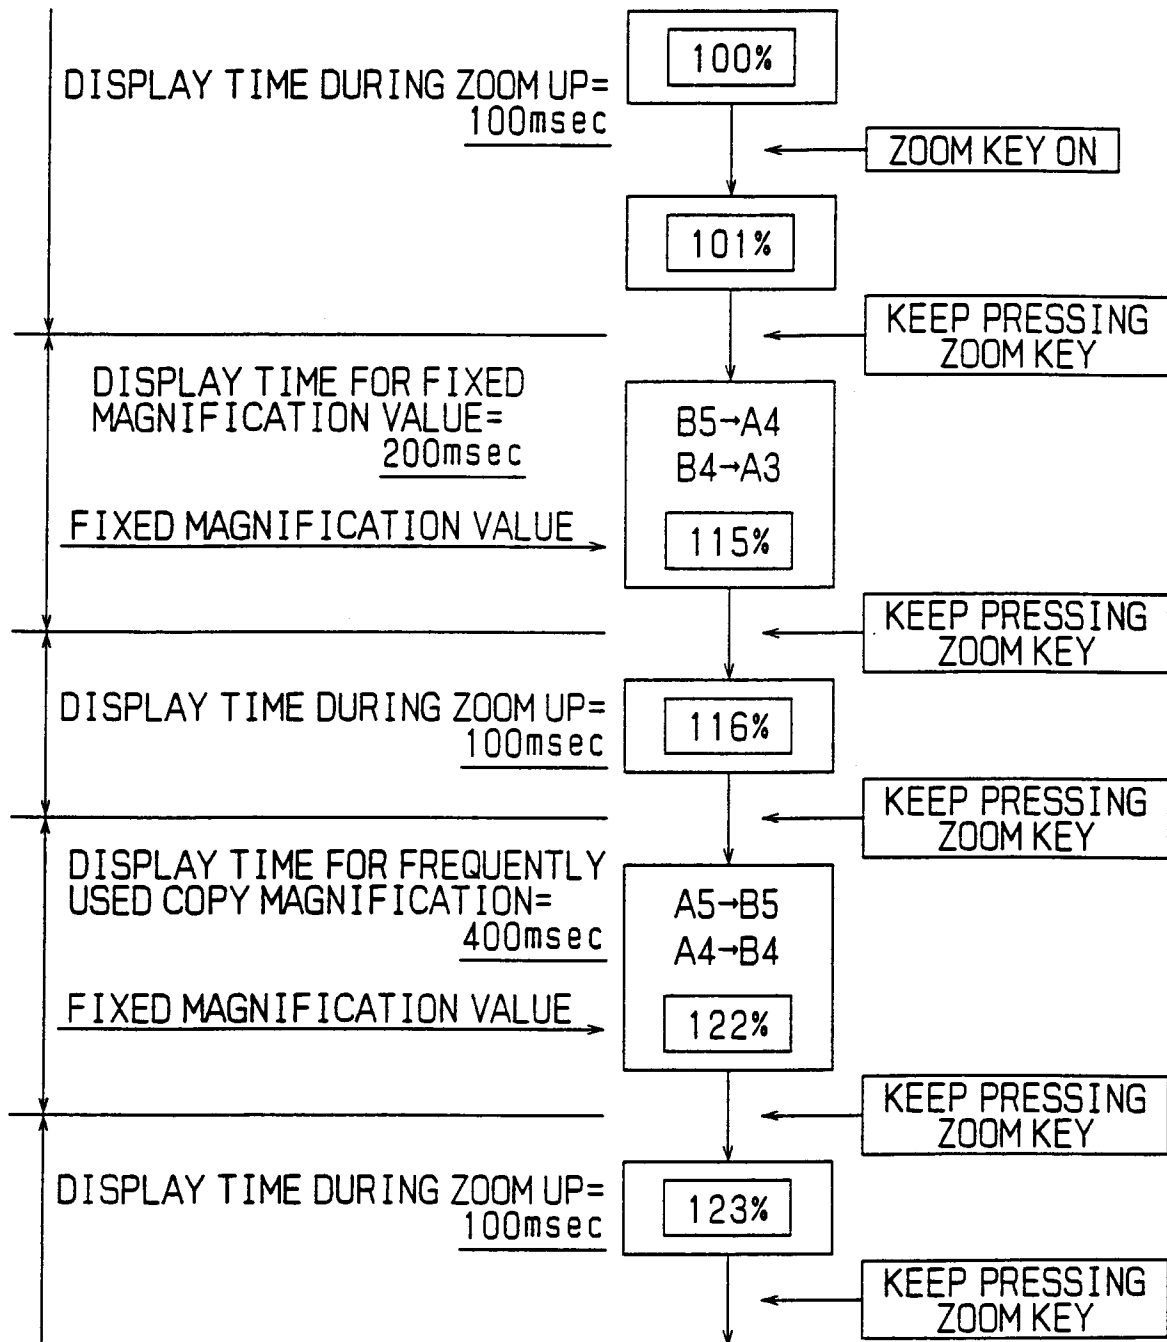 100%
DISPLAY TIME DURING ZOOM UP=
100msec
ZOOM KEY ON
101%
KEEP PRESSING
ZOOM KEY
DISPLAY TIME FOR FIXED
MAGNIFICATION VALUE=
200msec
B5→A4
B4→A3
FIXED MAGNIFICATION VALUE
115%
KEEP PRESSING
ZOOM KEY
DISPLAY TIME DURING ZOOM UP=
100msec
116%
KEEP PRESSING
ZOOM KEY
DISPLAY TIME FOR FREQUENTLY
USED COPY MAGNIFICATION=
400msec
A5→B5
A4→B4
FIXED MAGNIFICATION VALUE
122%
KEEP PRESSING
ZOOM KEY
DISPLAY TIME DURING ZOOM UP=
100msec
123%
KEEP PRESSING
ZOOM KEY